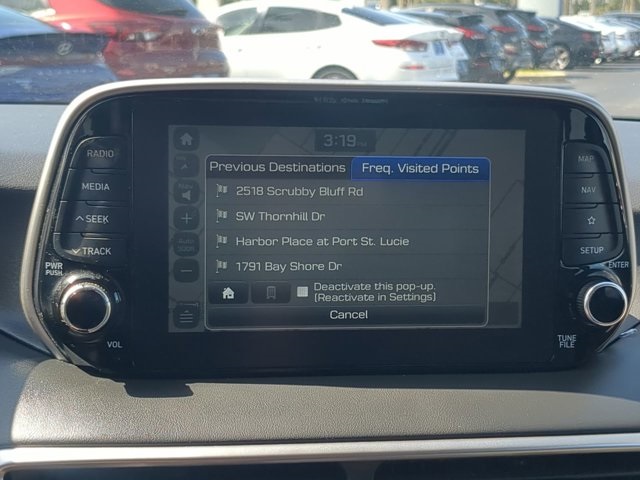 3:19 PM
Previous Destinations Freq. Visited Points
2518 Scrubby Bluff Rd
SW Thornhill Dr
Harbor Place at Port St. Lucie
1791 Bay Shore Dr
Deactivate this pop-up.
(Reactivate in Settings)
Cancel
RADIO
MEDIA
SEEK
TRACK
PWR
PUSH
VOL
MAP
NAV
SETUP
ENTER
TUNE
FILE